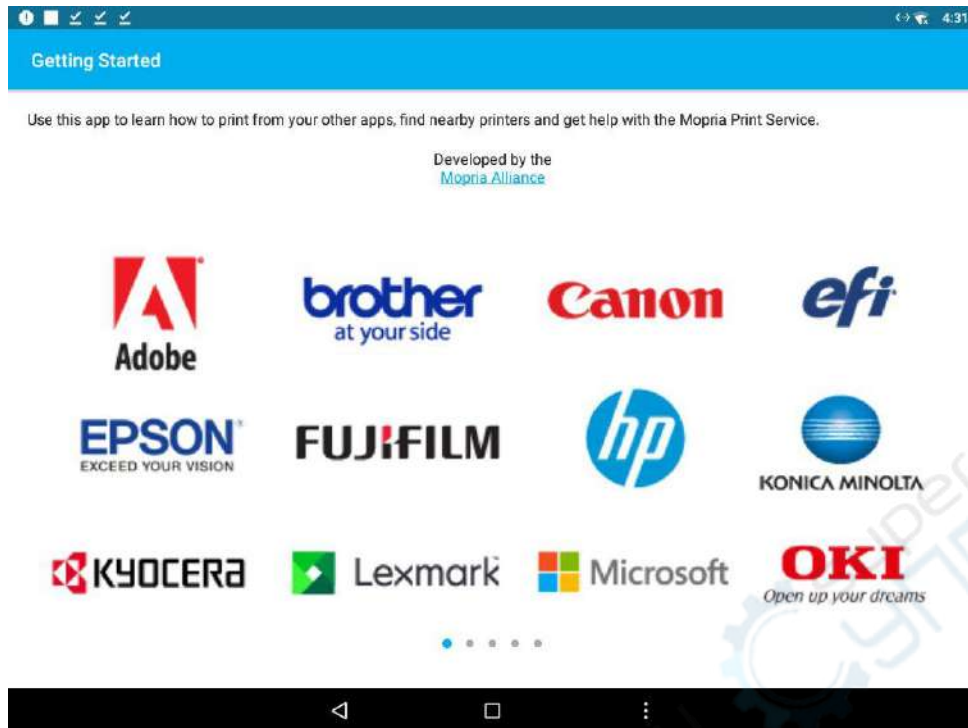 4:31
Getting Started
Use this app to learn how to print from your other apps, find nearby printers and get help with the Mopria Print Service.
Developed by the
Mopria Alliance
Adobe
brother
at your side
Canon
efi
EPSON
EXCEED YOUR VISION
FUJIFILM
hp
KONICA MINOLTA
KYOCERA
Lexmark
Microsoft
OKI
Open up your dreams